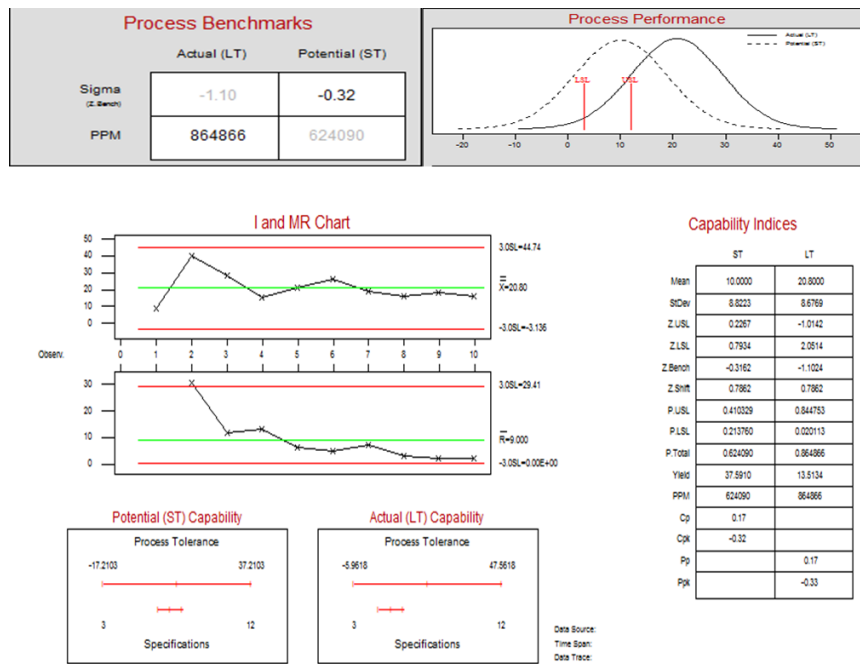 Process Benchmarks
Actual (LT) Potential (ST)
Sigma
(Z.Bench)
-1.10 -0.32
PPM 864866 624090
Process Performance
Actual (LT)
Potential (ST)
LSL USL
-20 -10 0 10 20 30 40 50
I and MR Chart
50
40
30
20
10
0
3.0SL=44.74
X=20.80
-3.0SL=-3.136
Observ. 0 1 2 3 4 5 6 7 8 9 10
30
20
10
0
3.0SL=29.41
R=9.000
-3.0SL=0.00E+00
Capability Indices
ST LT
Mean 10.0000 20.8000
StDev 8.8223 8.6769
Z.USL 0.2267 -1.0142
Z.LSL 0.7934 2.0514
Z.Bench -0.3162 -1.1024
Z.Shift 0.7862 0.7862
P.USL 0.410329 0.844753
P.LSL 0.213760 0.020113
P.Total 0.624090 0.864866
Yield 37.5910 13.5134
PPM 624090 864866
Cp 0.17
Cpk -0.32
Pp 0.17
Ppk -0.33
Potential (ST) Capability
Process Tolerance
-17.2103 37.2103
3 12
Specifications
Actual (LT) Capability
Process Tolerance
-5.9618 47.5618
3 12
Specifications
Data Source:
Time Span:
Data Trace: